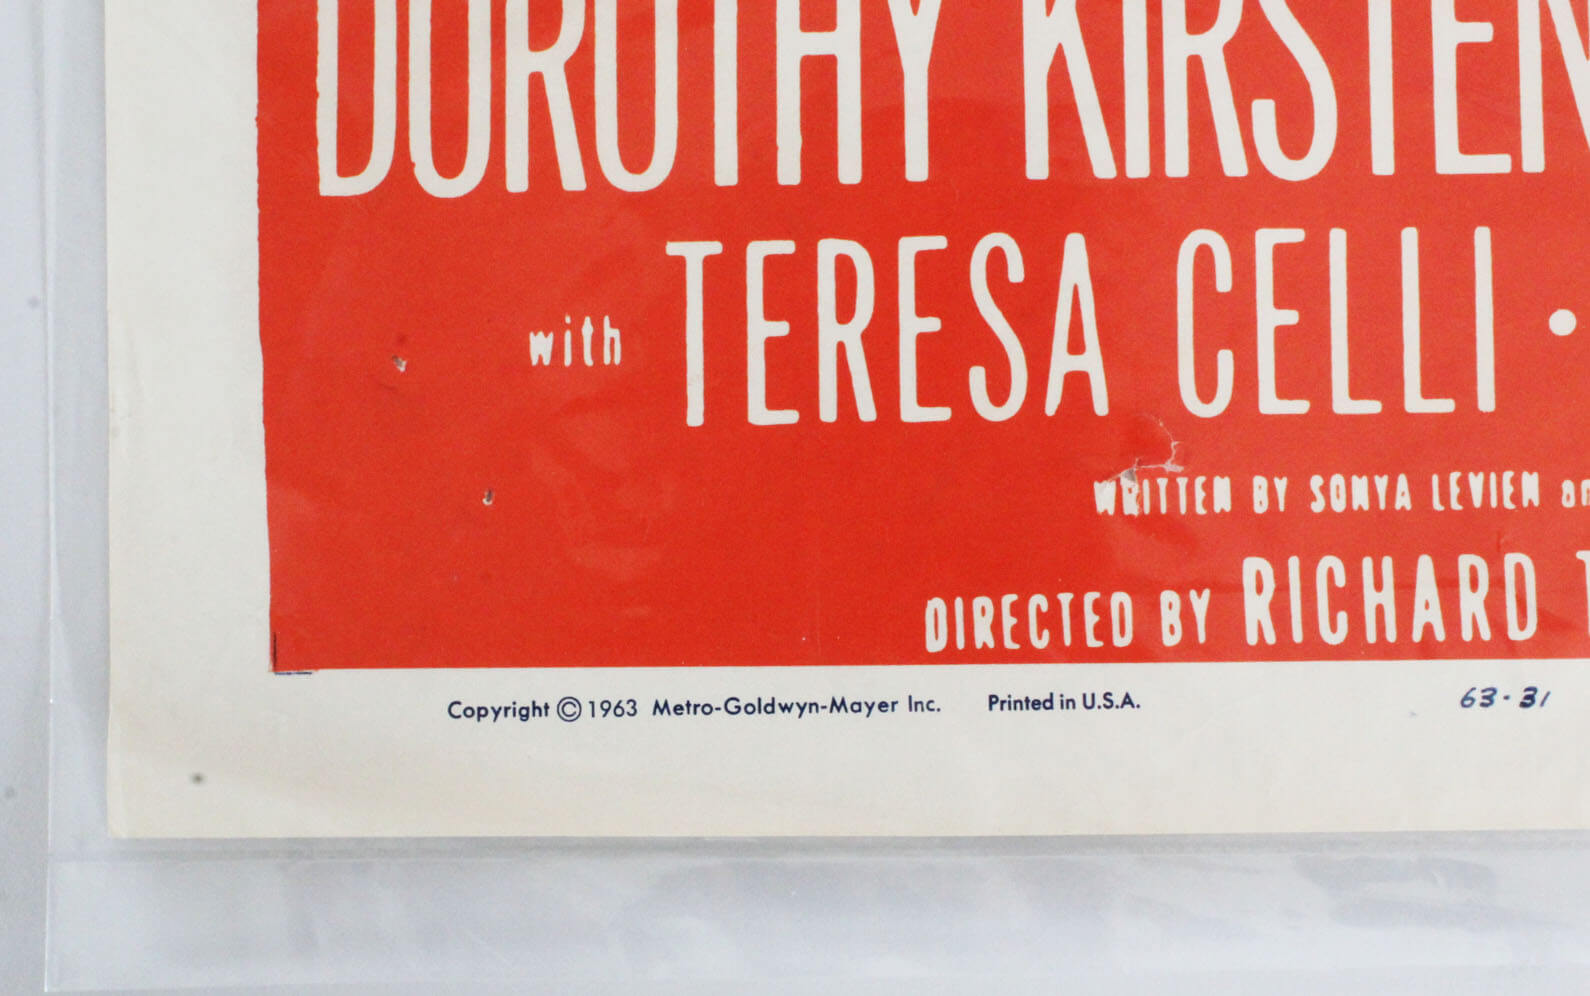 DOROTHY KIRSTEN
with TERESA CELLI •
WRITTEN BY SONYA LEVIEN
DIRECTED BY RICHARD
Copyright © 1963 Metro-Goldwyn-Mayer Inc. Printed in U.S.A. 63-31